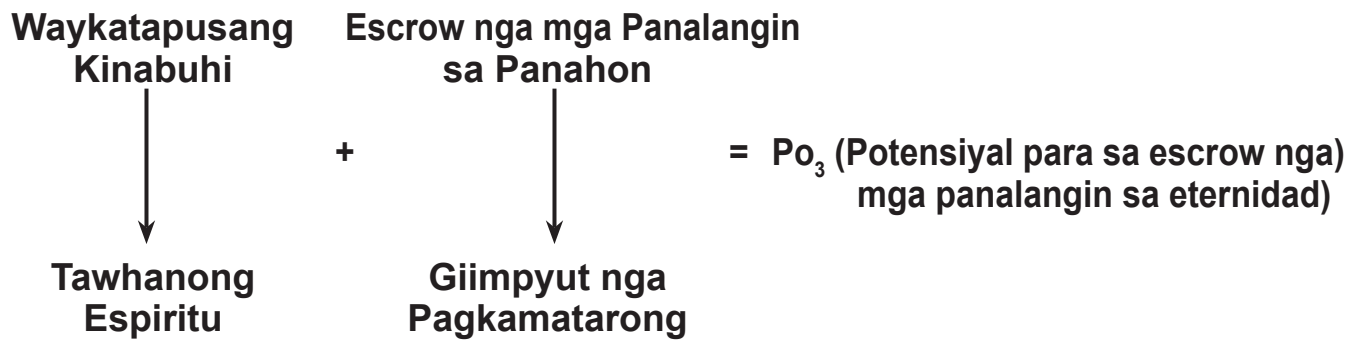 Waykatapusang
Kinabuhi
Escrow nga mga Panalangin
sa Panahon
+
= Po₃ (Potensiyal para sa escrow nga)
mga panalangin sa eternidad)
Tawhanong
Espiritu
Giimpyut nga
Pagkamatarong